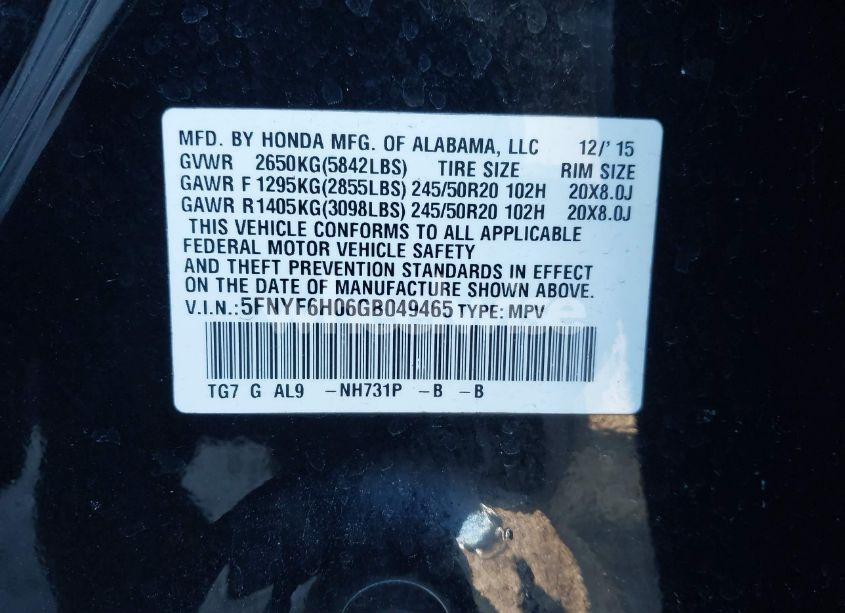 MFD. BY HONDA MFG. OF ALABAMA, LLC 12/' 15
GVWR 2650KG(5842LBS) TIRE SIZE RIM SIZE
GAWR F 1295KG(2855LBS) 245/50R20 102H 20X8.0J
GAWR R1405KG(3098LBS) 245/50R20 102H 20X8.0J
THIS VEHICLE CONFORMS TO ALL APPLICABLE
FEDERAL MOTOR VEHICLE SAFETY
AND THEFT PREVENTION STANDARDS IN EFFECT
ON THE DATE OF MANUFACTURE SHOWN ABOVE.
V.I.N.:5FNYF6H06GB049465 TYPE: MPV
TG7 G AL9 -NH731P -B -B